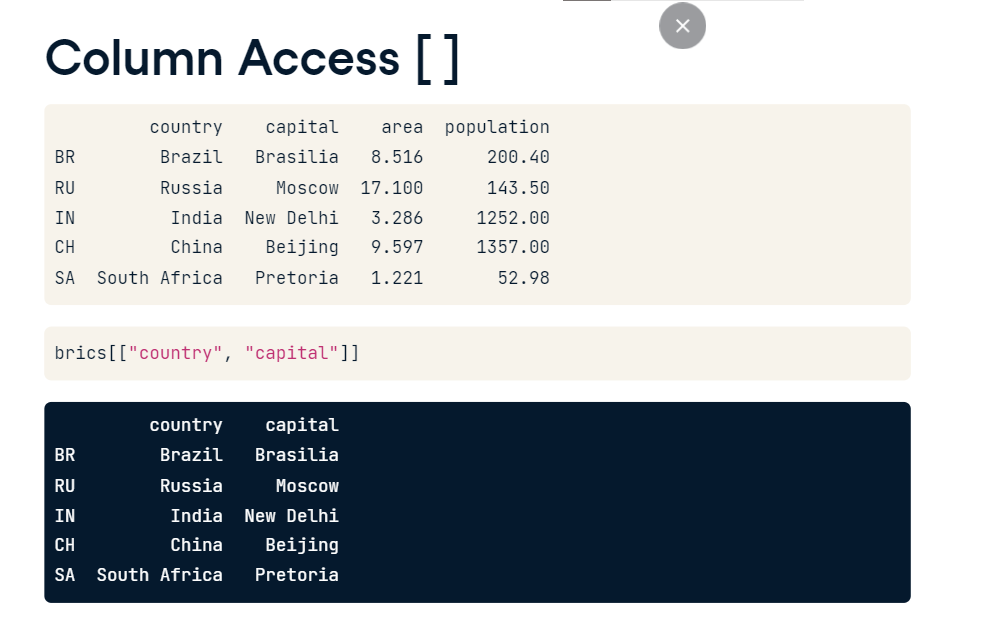 Column Access [ ]
country capital area population
BR Brazil Brasilia 8.516 200.40
RU Russia Moscow 17.100 143.50
IN India New Delhi 3.286 1252.00
CH China Beijing 9.597 1357.00
SA South Africa Pretoria 1.221 52.98
brics[["country", "capital"]]
country capital
BR Brazil Brasilia
RU Russia Moscow
IN India New Delhi
CH China Beijing
SA South Africa Pretoria